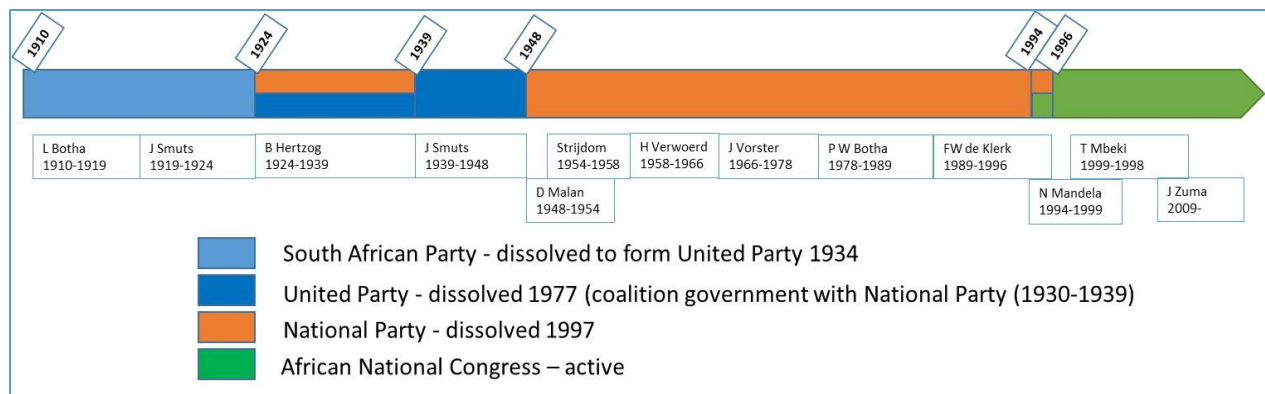 1910
1924
1939
1948
1994
1996
L Botha
1910-1919
J Smuts
1919-1924
B Hertzog
1924-1939
J Smuts
1939-1948
Strijdom
1954-1958
H Verwoerd
1958-1966
J Vorster
1966-1978
P W Botha
1978-1989
FW de Klerk
1989-1996
T Mbeki
1999-1998
D Malan
1948-1954
N Mandela
1994-1999
J Zuma
2009-
South African Party - dissolved to form United Party 1934
United Party - dissolved 1977 (coalition government with National Party (1930-1939)
National Party - dissolved 1997
African National Congress – active